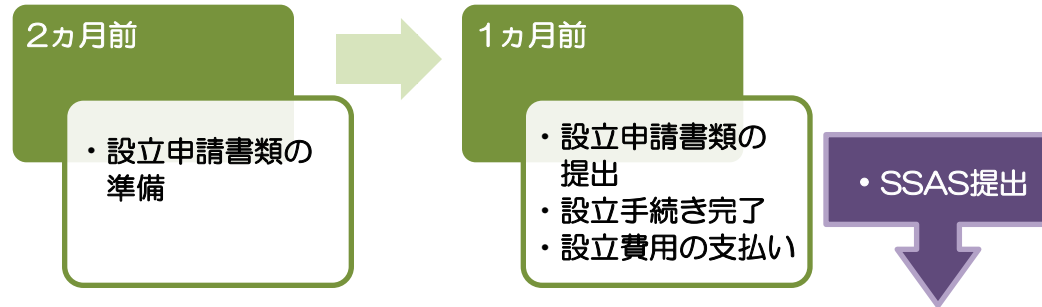 ２ヵ月前
・設立申請書類の
準備
１ヵ月前
・設立申請書類の
提出
・設立手続き完了
・設立費用の支払い
• SSAS提出